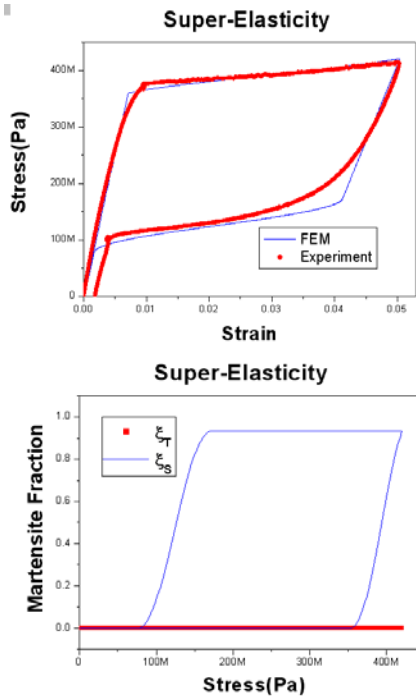 Super-Elasticity
Stress(Pa)
400M
300M
200M
100M
0
0.00 0.01 0.02 0.03 0.04 0.05
Strain
FEM
Experiment
Super-Elasticity
Martensite Fraction
1.0
0.8
0.6
0.4
0.2
0.0
0 100M 200M 300M 400M
Stress(Pa)
ξT
ξS